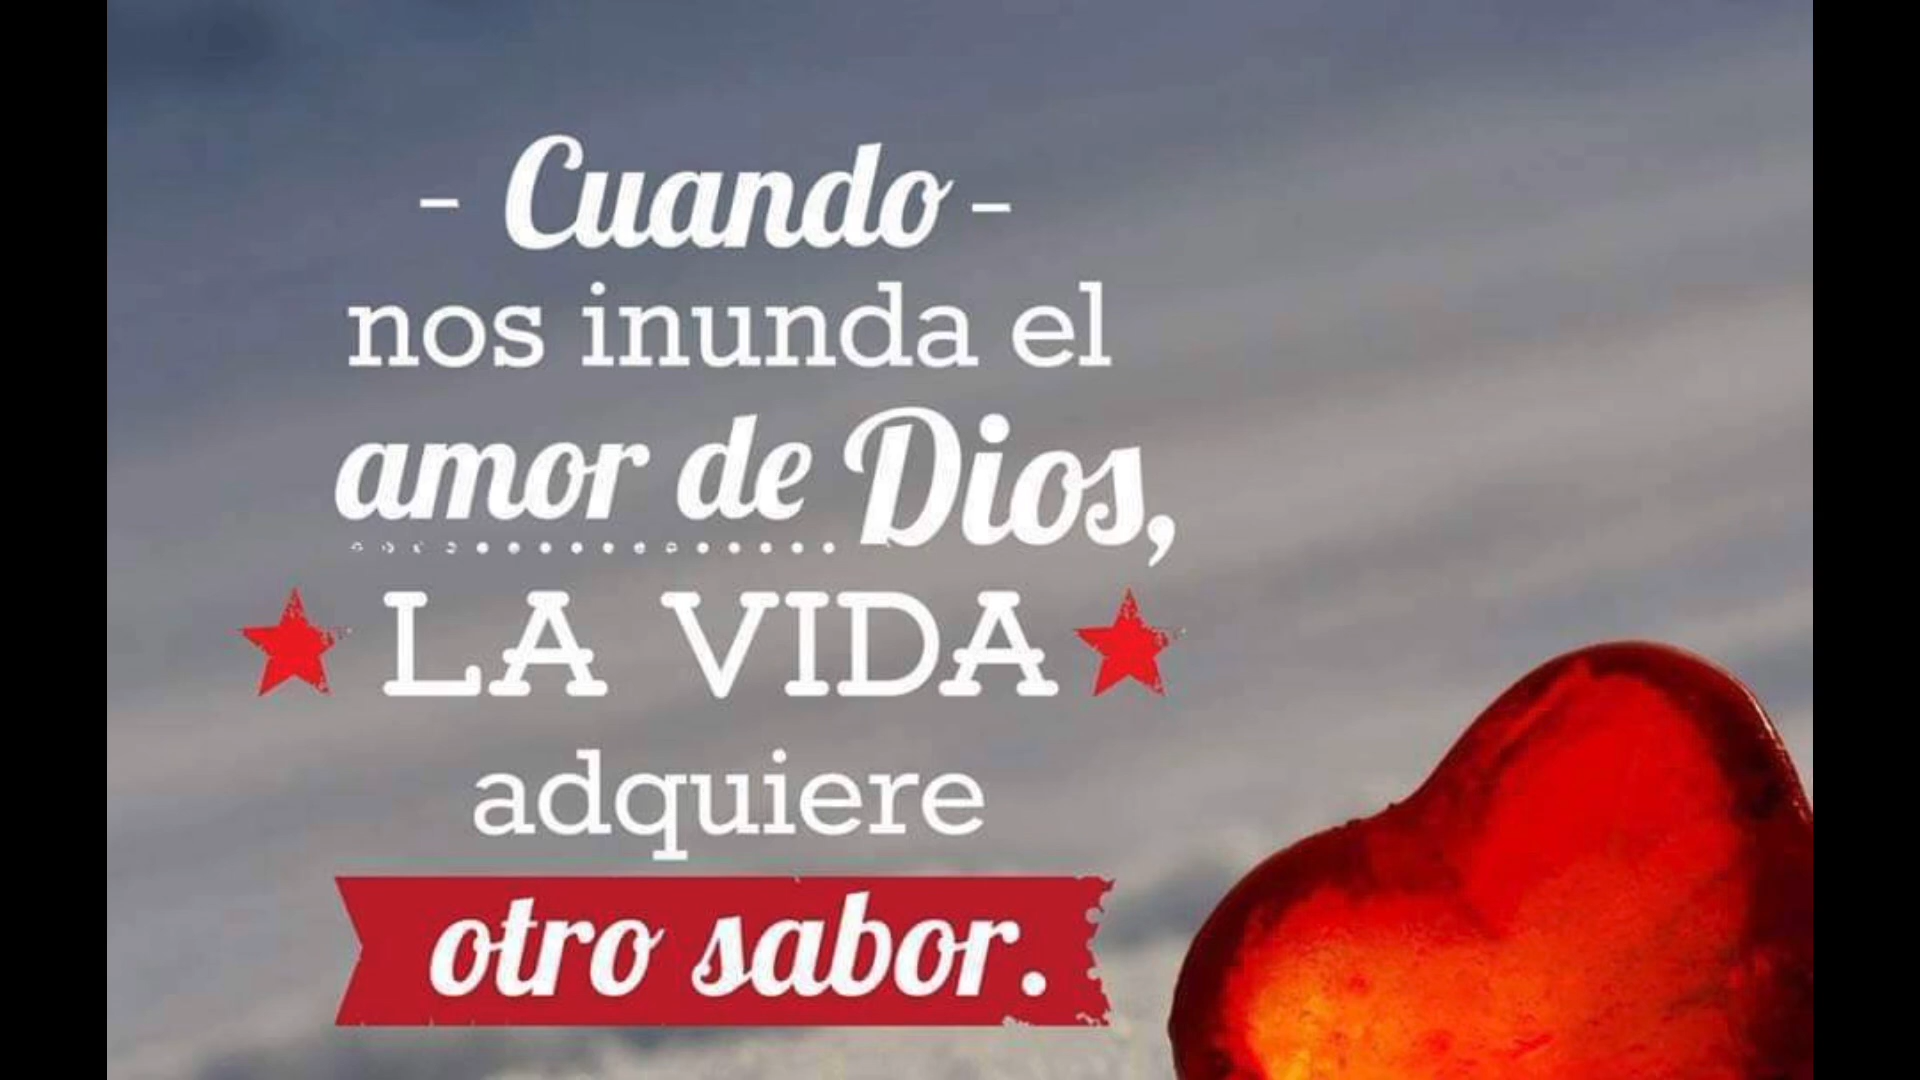 - Cuando -
nos inunda el
amor de Dios,
LA VIDA
adquiere
otro sabor.